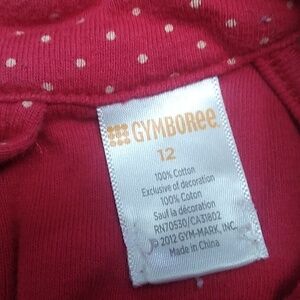 GYMBOREE
12
100% Cotton
Exclusive of decoration
100% Coton
Sauf la décoration
RN70530/CA31802
℗ 2012 GYM-MARK, INC.
Made in China